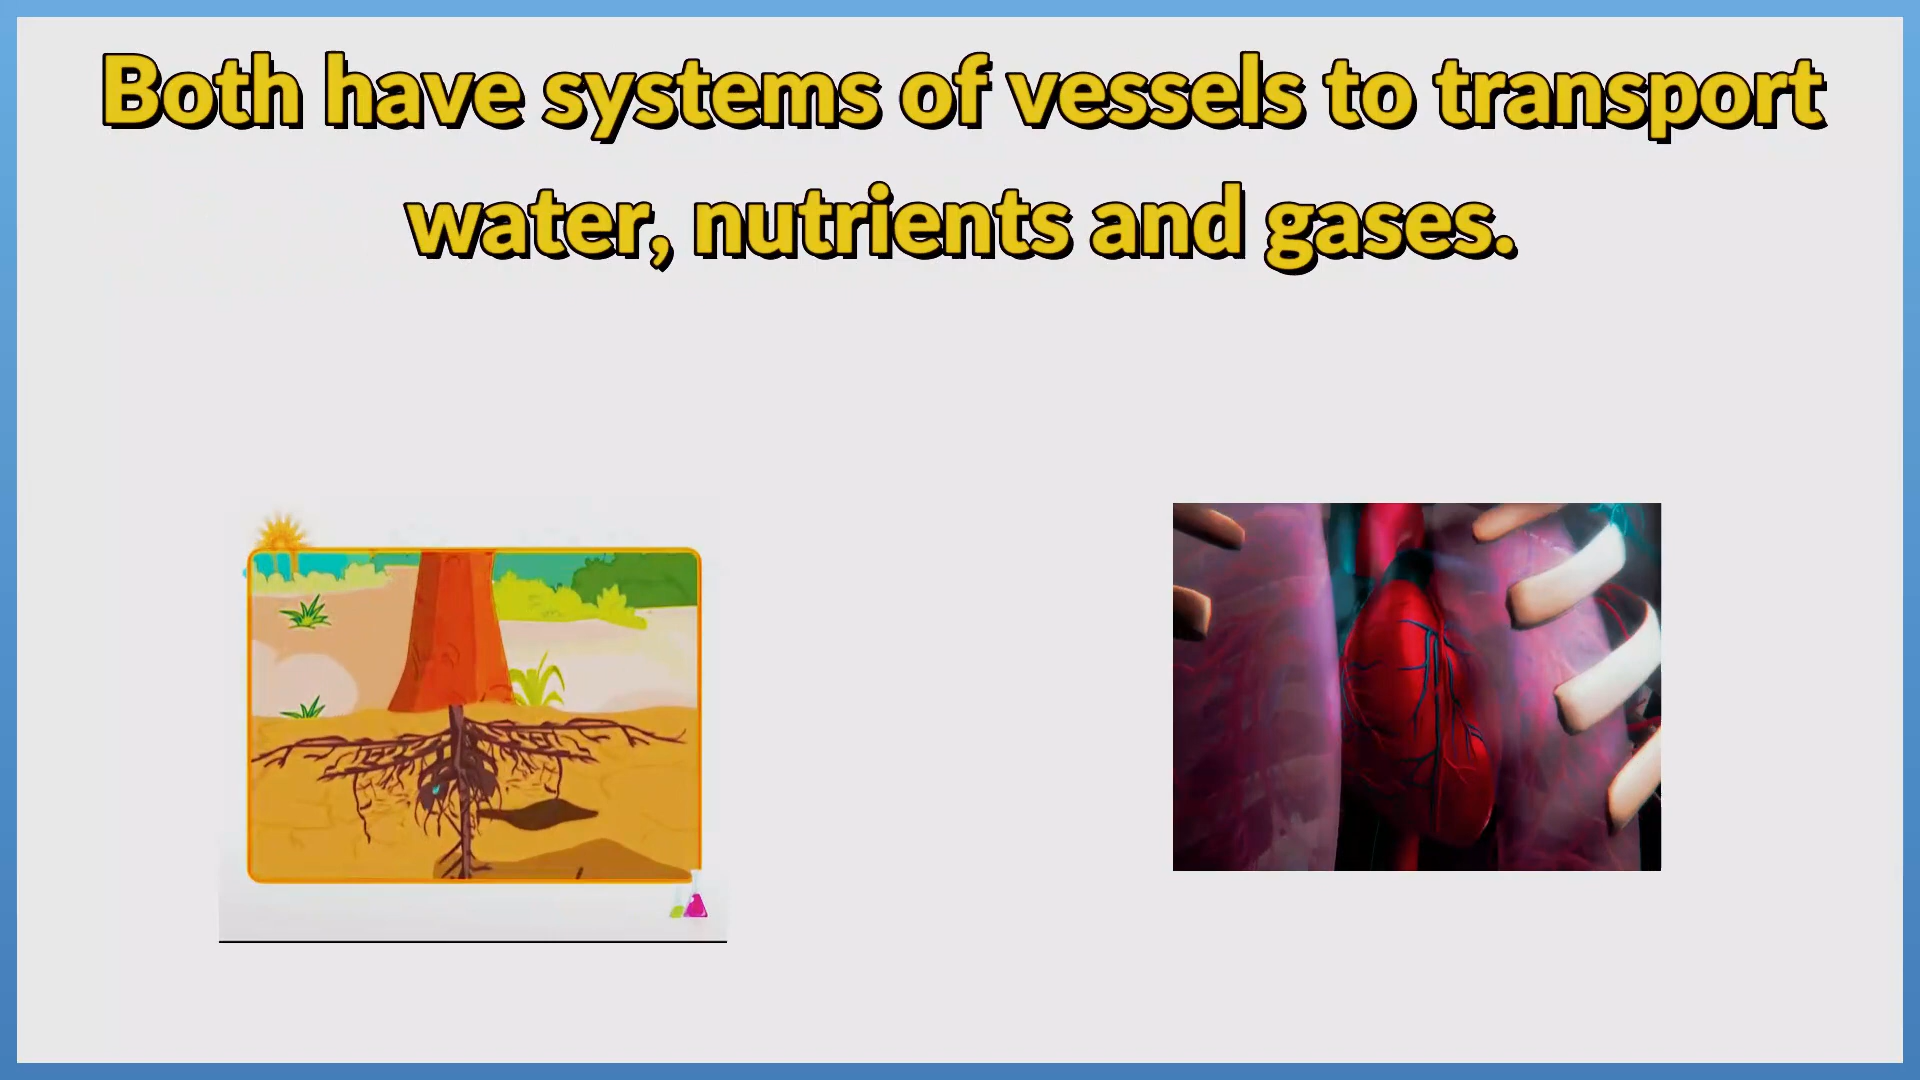 Both have systems of vessels to transport
water, nutrients and gases.